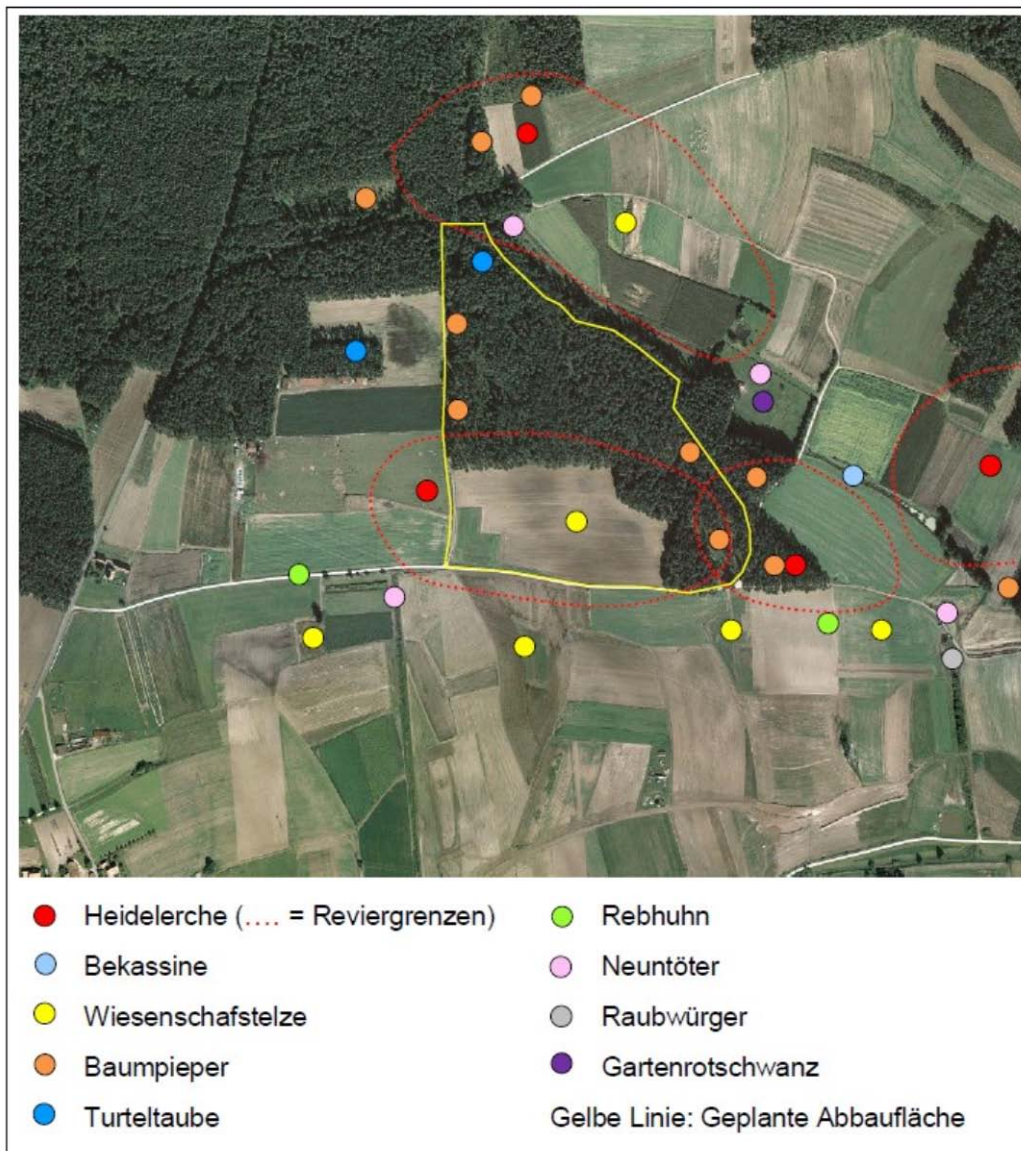 Heidelerche (.... = Reviergrenzen)
Bekassine
Wiesenschafstelze
Baumpieper
Turteltaube
Rebhuhn
Neuntöter
Raubwürger
Gartenrotschwanz
Gelbe Linie: Geplante Abbaufläche